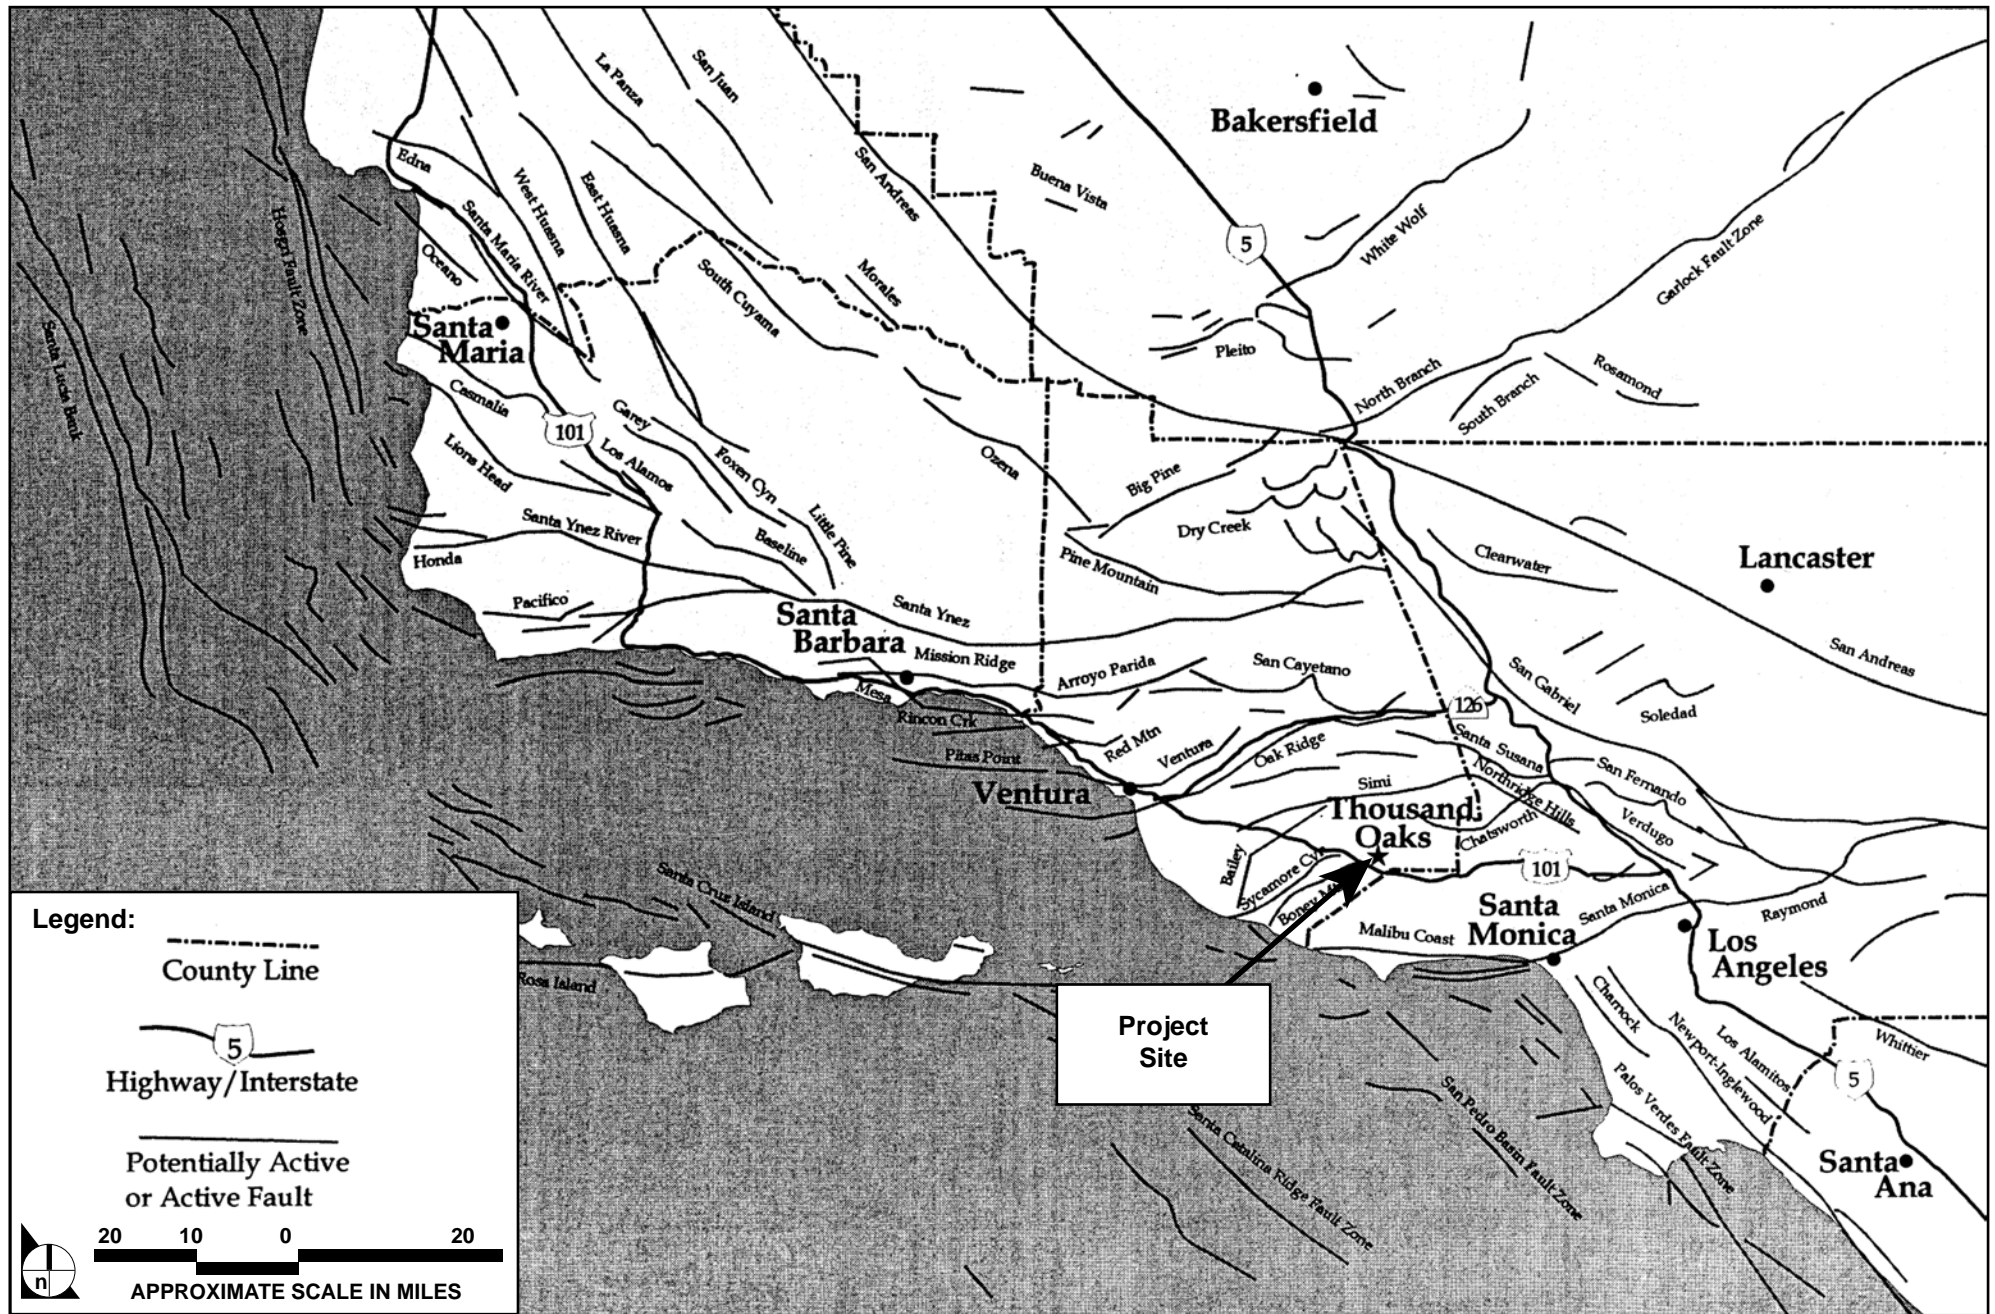 La Panza
San Juan
Bakersfield
San Andreas
Buena Vista
Edna
West Huasna
East Huasna
Santa Maria River
Oceano
Hosgri Fault Zone
Santa Lucia Bank
5
White Wolf
Garlock Fault Zone
Morales
South Cuyama
Santa
Maria
Pleito
North Branch
South Branch
Rosamond
Casmalia
101
Garey
Los Alamos
Lions Head
Foxen Cyn
Little Pine
Ozena
Big Pine
Dry Creek
Santa Ynez River
Baseline
Honda
Pine Mountain
Clearwater
Lancaster
Pacifico
Santa
Barbara
Santa Ynez
Mission Ridge
Mesa
Arroyo Parida
San Cayetano
San Gabriel
San Andreas
Soledad
126
Rincon Crk
Red Mtn
Pitas Point
Ventura
Oak Ridge
Santa Susana
Northridge Hills
San Fernando
Ventura
Simi
Thousand
Oaks
Chatsworth
Verdugo
Bailey
Sycamore Cyn
Boney Mt
101
Santa Cruz Island
Rosa Island
Malibu Coast
Santa
Monica
Santa Monica
Raymond
Los
Angeles
Charnock
Newport-Inglewood
Los Alamitos
Whittier
5
Palos Verdes Fault Zone
San Pedro Basin Fault Zone
Santa Catalina Ridge Fault Zone
Santa
Ana
Project
Site
Legend:
County Line
5
Highway/Interstate
Potentially Active
or Active Fault
20 10 0 20
n
APPROXIMATE SCALE IN MILES